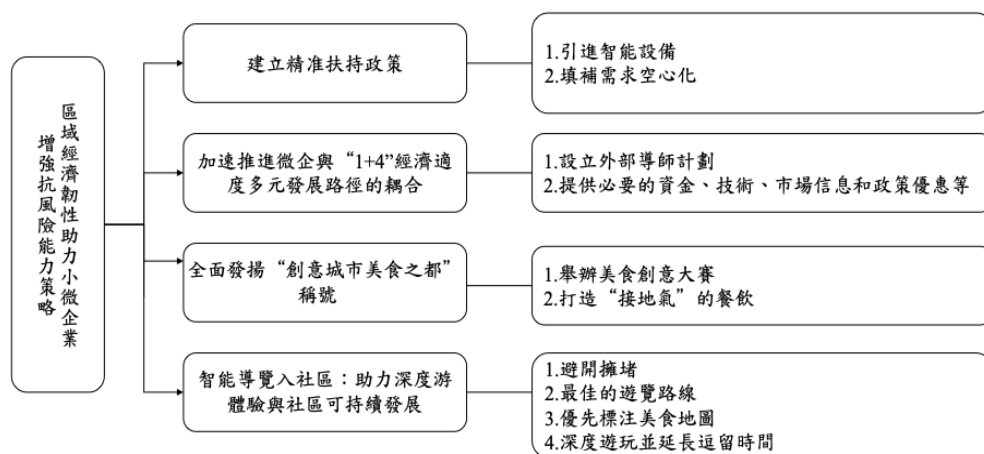 區域經濟韌性助力小微企業
增強抗風險能力策略
建立精准扶持政策
1.引進智能設備
2.填補需求空心化
加速推進微企與“1+4”經濟適
度多元發展路徑的耦合
1.設立外部導師計劃
2.提供必要的資金、技術、市場信息和政策優惠等
全面發揚“創意城市美食之都”
稱號
1.舉辦美食創意大賽
2.打造“接地氣”的餐飲
智能導覽入社區：助力深度游
體驗與社區可持續發展
1.避開擁堵
2.最佳的遊覽路線
3.優先標注美食地圖
4.深度遊玩並延長逗留時間